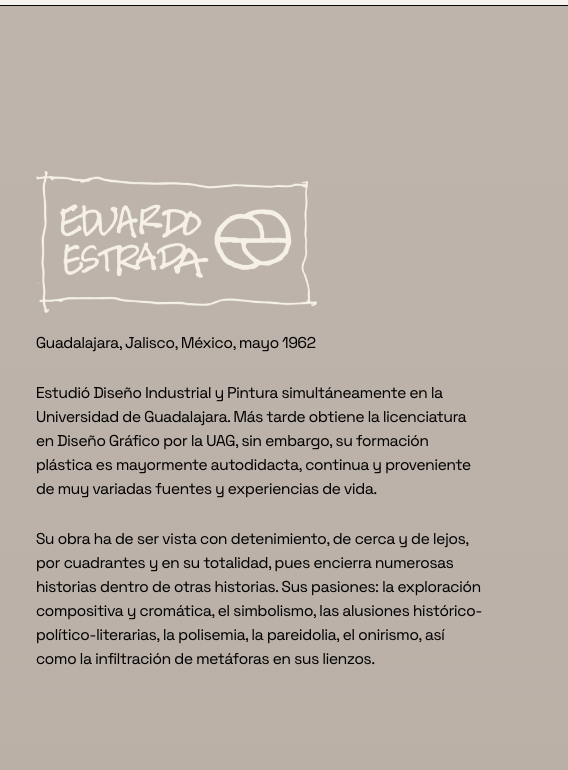 EDUARDO
ESTRADA
Guadalajara, Jalisco, México, mayo 1962
Estudió Diseño Industrial y Pintura simultáneamente en la
Universidad de Guadalajara. Más tarde obtiene la licenciatura
en Diseño Gráfico por la UAG, sin embargo, su formación
plástica es mayormente autodidacta, continua y proveniente
de muy variadas fuentes y experiencias de vida.
Su obra ha de ser vista con detenimiento, de cerca y de lejos,
por cuadrantes y en su totalidad, pues encierra numerosas
historias dentro de otras historias. Sus pasiones: la exploración
compositiva y cromática, el simbolismo, las alusiones histórico-
político-literarias, la polisemia, la pareidolia, el onirismo, así
como la infiltración de metáforas en sus lienzos.